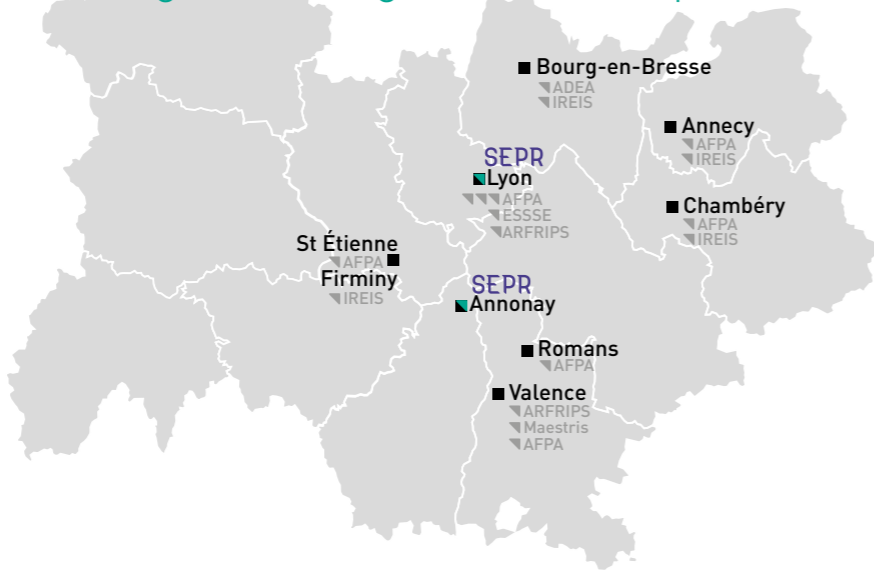 Bourg-en-Bresse
ADEA
IREIS
Annecy
AFPA
IREIS
SEPR
Lyon
AFPA
ESSSE
ARFRIPS
Chambéry
AFPA
IREIS
St Étienne
AFPA
Firminy
IREIS
SEPR
Annonay
Romans
AFPA
Valence
ARFRIPS
Maestris
AFPA